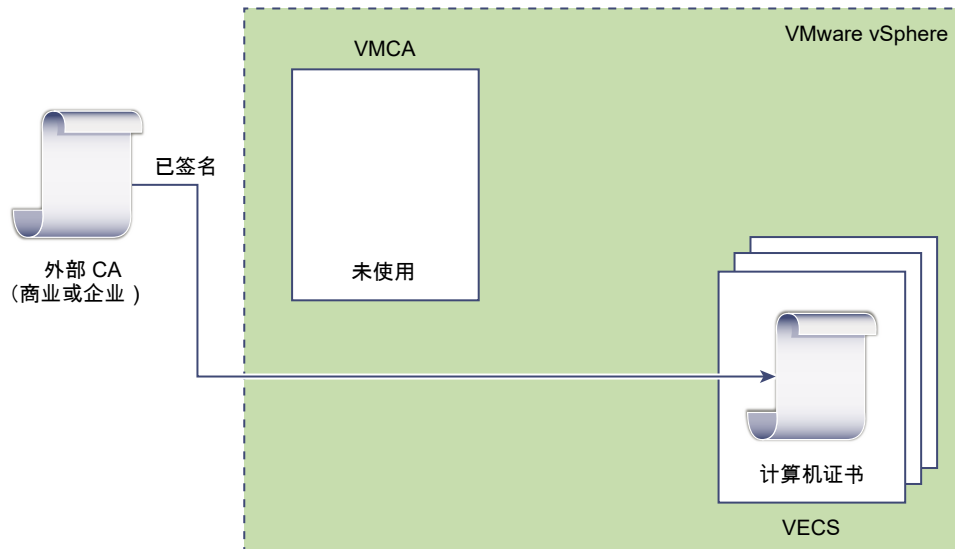 VMware vSphere
VMCA
已签名
外部 CA
（商业或企业）
未使用
计算机证书
VECS